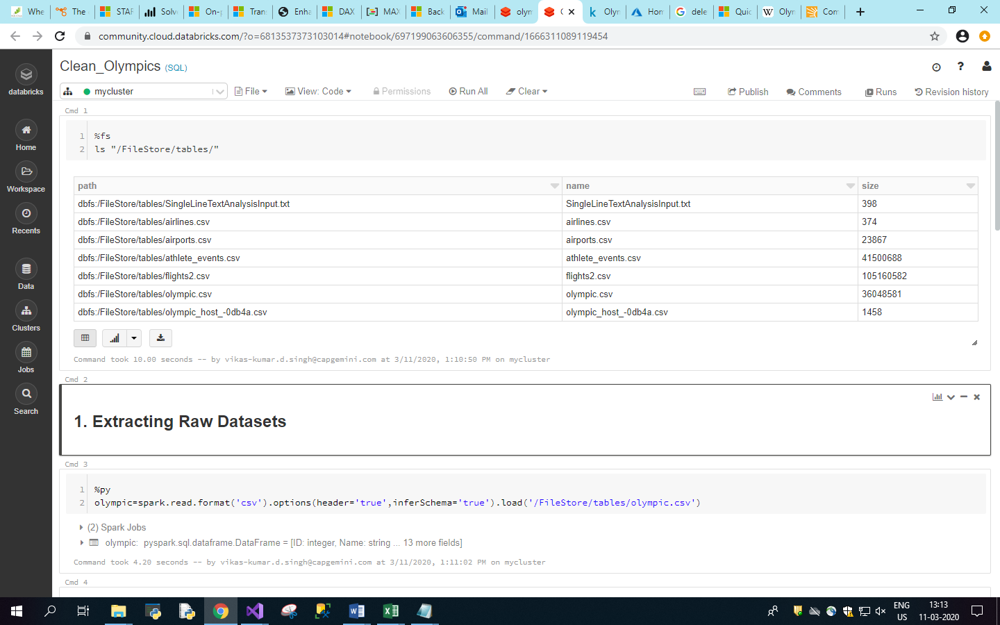 Whe
The
STAF
Solv
On-p
Tran
Enha
DAX
MAX
Back
Mail
olym
C
Olyn
Hom
dele
Quic
Olyn
Com
community.cloud.databricks.com/?o=6813537373103014#notebook/697199063606355/command/1666311089119454
databricks
Home
Workspace
Recents
Data
Clusters
Jobs
Search
Clean_Olympics (SQL)
mycluster
File
View: Code
Permissions
Run All
Clear
Publish
Comments
Runs
Revision history
Cmd 1
1 %fs
2 ls "/FileStore/tables/"
path name size
dbfs:/FileStore/tables/SingleLineTextAnalysisInput.txt SingleLineTextAnalysisInput.txt 398
dbfs:/FileStore/tables/airlines.csv airlines.csv 374
dbfs:/FileStore/tables/airports.csv airports.csv 23867
dbfs:/FileStore/tables/athlete_events.csv athlete_events.csv 41500688
dbfs:/FileStore/tables/flights2.csv flights2.csv 105160582
dbfs:/FileStore/tables/olympic.csv olympic.csv 36048581
dbfs:/FileStore/tables/olympic_host_-0db4a.csv olympic_host_-0db4a.csv 1458
Command took 10.00 seconds -- by vikas-kumar.d.singh@capgemini.com at 3/11/2020, 1:10:50 PM on mycluster
Cmd 2
1. Extracting Raw Datasets
Cmd 3
1 %py
2 olympic=spark.read.format('csv').options(header='true',inferSchema='true').load('/FileStore/tables/olympic.csv')
(2) Spark Jobs
olympic: pyspark.sql.dataframe.DataFrame = [ID: integer, Name: string ... 13 more fields]
Command took 4.20 seconds -- by vikas-kumar.d.singh@capgemini.com at 3/11/2020, 1:11:02 PM on mycluster
Cmd 4
ENG
US
13:13
11-03-2020